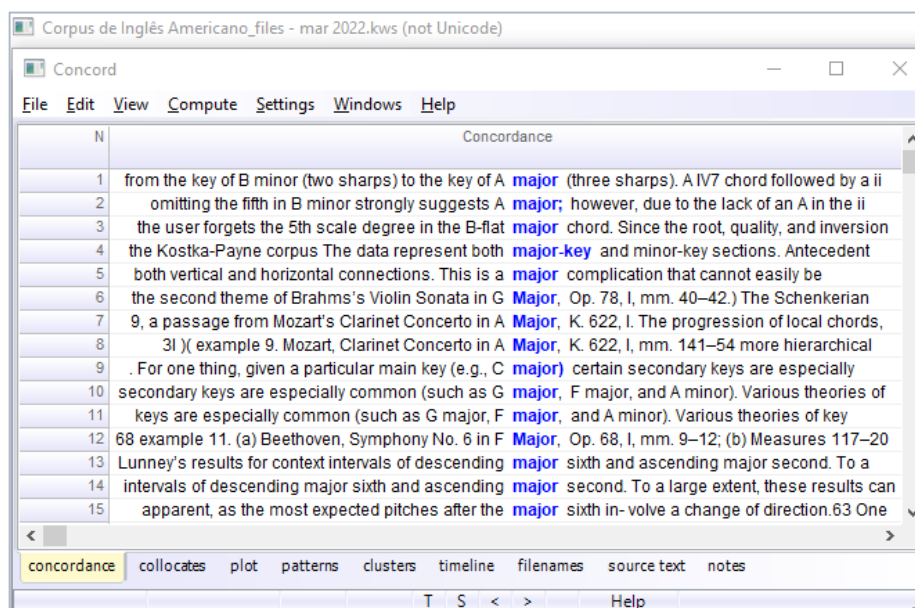 Corpus de Inglês Americano_files - mar 2022.kws (not Unicode)
Concord
File Edit View Compute Settings Windows Help
N Concordance
1 from the key of B minor (two sharps) to the key of A major (three sharps). A IV7 chord followed by a ii
2 omitting the fifth in B minor strongly suggests A major; however, due to the lack of an A in the ii
3 the user forgets the 5th scale degree in the B-flat major chord. Since the root, quality, and inversion
4 the Kostka-Payne corpus The data represent both major-key and minor-key sections. Antecedent
5 both vertical and horizontal connections. This is a major complication that cannot easily be
6 the second theme of Brahms's Violin Sonata in G Major, Op. 78, I, mm. 40–42.) The Schenkerian
7 9, a passage from Mozart's Clarinet Concerto in A Major, K. 622, I. The progression of local chords,
8 3I )( example 9. Mozart, Clarinet Concerto in A Major, K. 622, I, mm. 141–54 more hierarchical
9 . For one thing, given a particular main key (e.g., C major) certain secondary keys are especially
10 secondary keys are especially common (such as G major, F major, and A minor). Various theories of
11 keys are especially common (such as G major, F major, and A minor). Various theories of key
12 68 example 11. (a) Beethoven, Symphony No. 6 in F Major, Op. 68, I, mm. 9–12; (b) Measures 117–20
13 Lunney's results for context intervals of descending major sixth and ascending major second. To a
14 intervals of descending major sixth and ascending major second. To a large extent, these results can
15 apparent, as the most expected pitches after the major sixth in- volve a change of direction.63 One
concordance collocates plot patterns clusters timeline filenames source text notes
T S < > Help